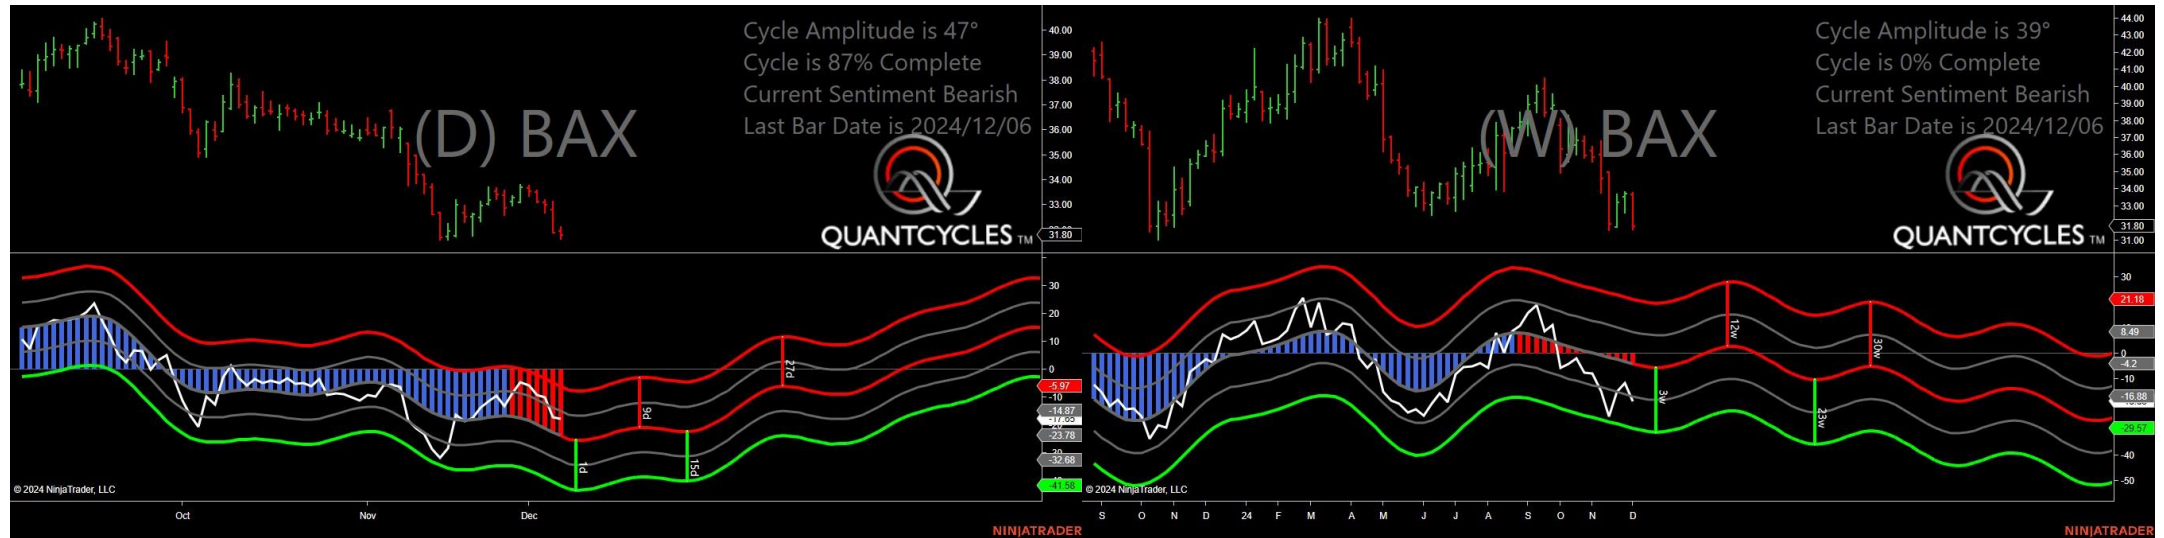 Cycle Amplitude is 47°
Cycle is 87% Complete
Current Sentiment Bearish
Last Bar Date is 2024/12/06
(D) BAX
QUANTCYCLES TM
40.00
39.00
38.00
37.00
36.00
35.00
34.00
33.00
31.80
30
20
10
0
-5.97
-10
-14.87
-23.78
-32.68
-41.58
1d
9d
15d
27d
© 2024 NinjaTrader, LLC
Oct
Nov
Dec
NINJATRADER
Cycle Amplitude is 39°
Cycle is 0% Complete
Current Sentiment Bearish
Last Bar Date is 2024/12/06
(W) BAX
QUANTCYCLES TM
44.00
43.00
42.00
41.00
40.00
39.00
38.00
37.00
36.00
35.00
34.00
33.00
31.80
31.00
30
21.18
8.49
0
-4.2
-10
-16.88
-29.57
-40
-50
3w
12w
23w
30w
© 2024 NinjaTrader, LLC
S O N D 24 F M A M J J A S O N D
NINJATRADER